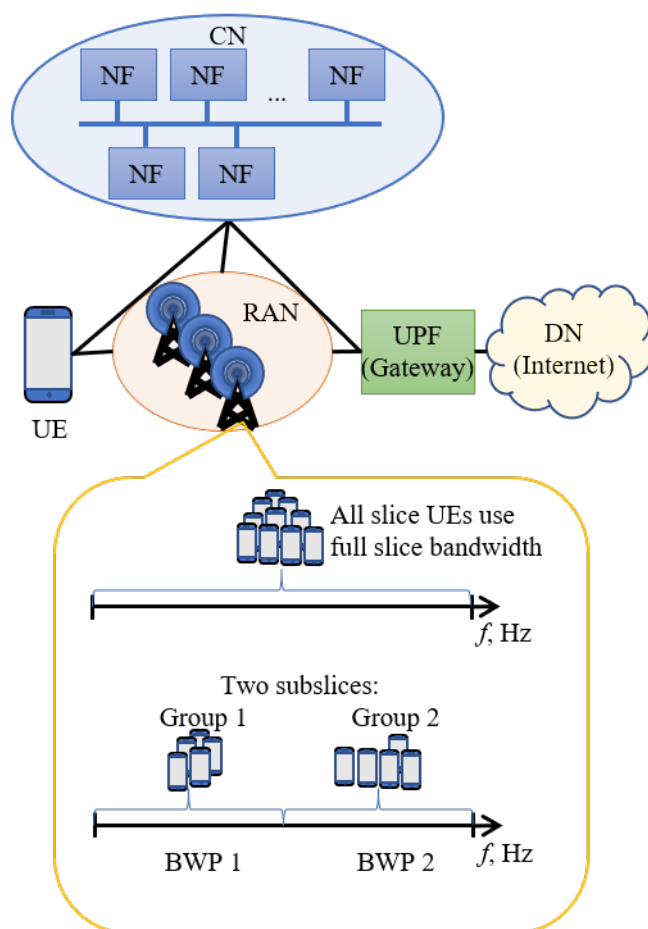 CN
NF
NF
...
NF
NF
NF
RAN
UE
UPF
(Gateway)
DN
(Internet)
All slice UEs use
full slice bandwidth
f, Hz
Two subslices:
Group 1
Group 2
f, Hz
BWP 1
BWP 2